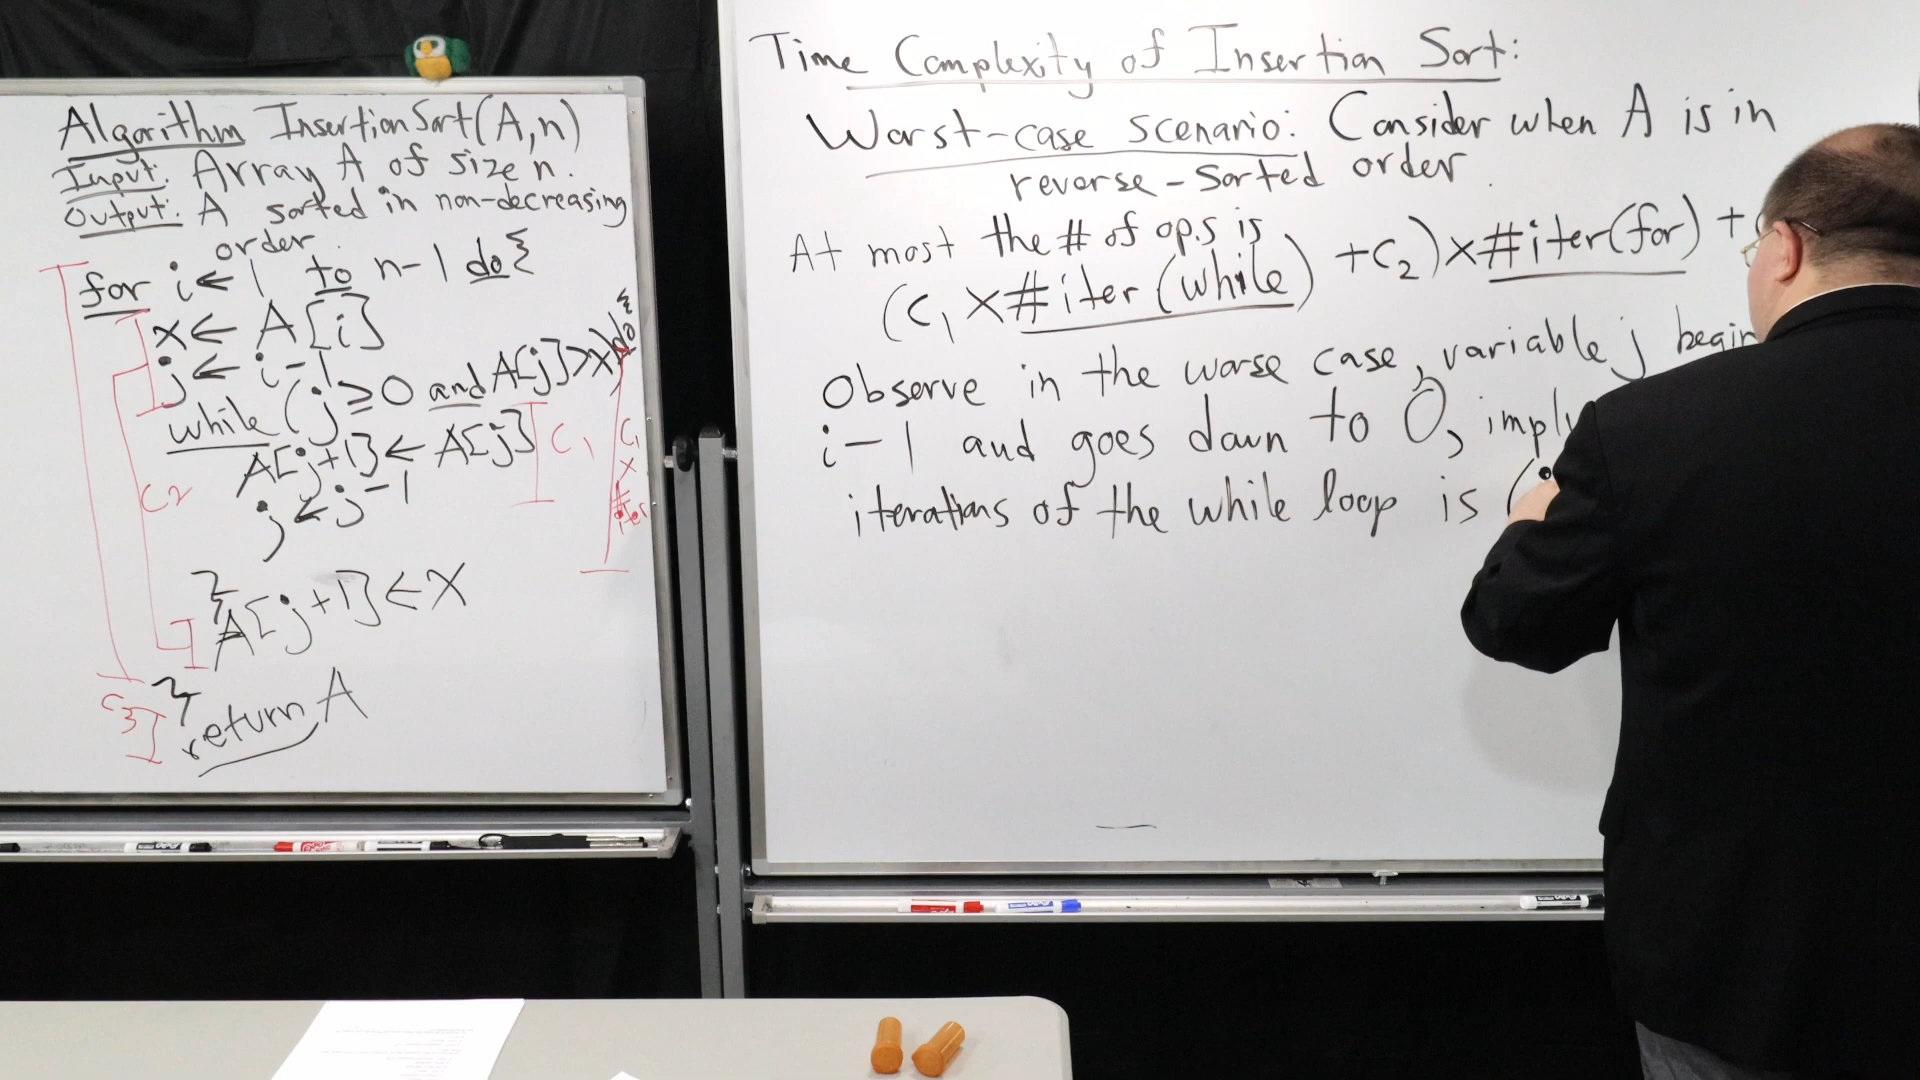 Algorithm InsertionSort(A,n)
Input: Array A of size n.
Output: A sorted in non-decreasing
order.
for i ← 1 to n-1 do {
x ← A[i]
j ← i-1
while (j ≥ 0 and A[j] > x) do {
A[j+1] ← A[j]
j ← j-1
}
A[j+1] ← x
}
return A
C1
C1
x
#
iter
C2
C3
Time Complexity of Insertion Sort:
Worst-case scenario: Consider when A is in
reverse-sorted order.
At most the # of op.s is
(C1 x #iter(while) + C2) x #iter(for) +
Observe in the worse case, variable j begin
i-1 and goes down to 0, imply
iterations of the while loop is (i